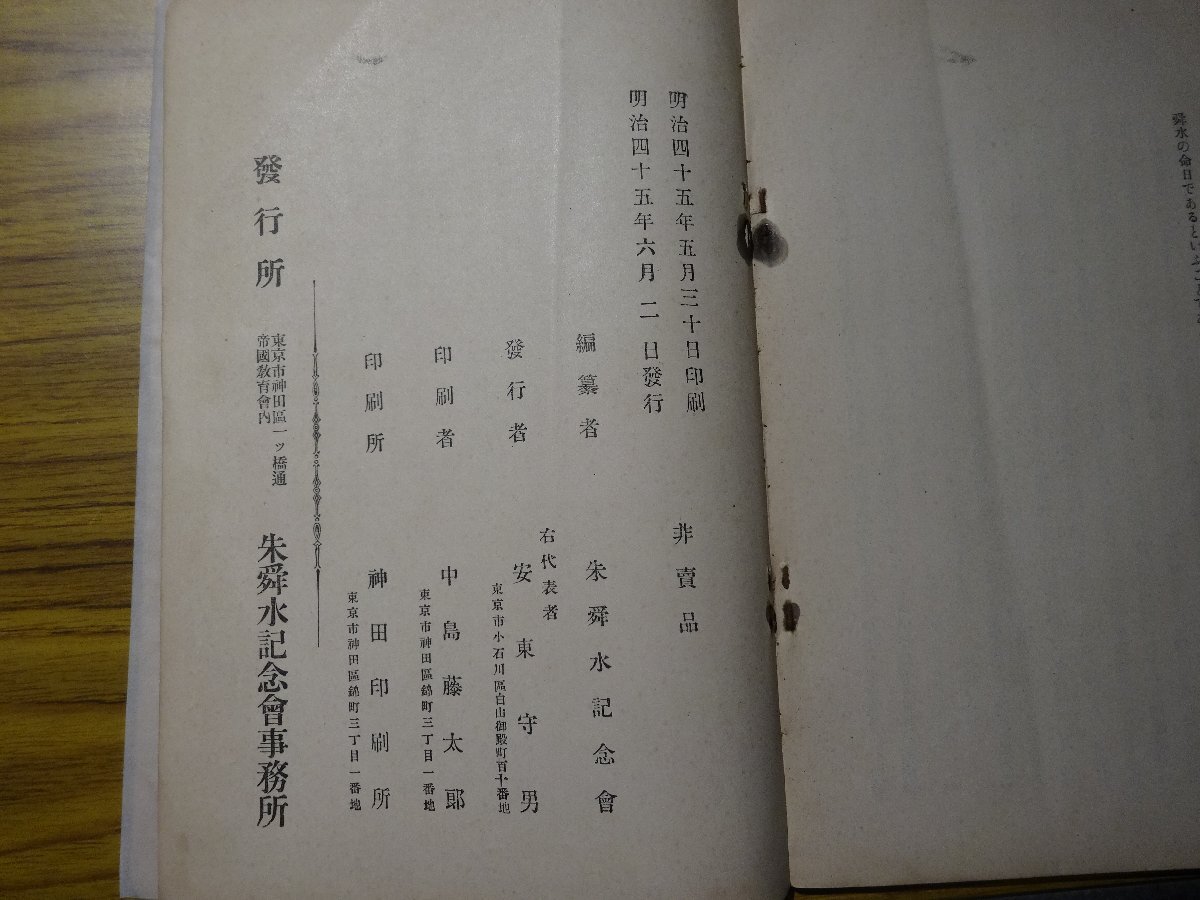 舜水の命日であるといふ
明治四十五年五月三十日印刷
明治四十五年六月二日發行
非賣品
編纂者 朱舜水記念會
右代表者
發行者 安東守男
東京市小石川區白山御殿町百十番地
印刷者 中島藤太郎
東京市神田區錦町三丁目一番地
印刷所 神田印刷所
東京市神田區錦町三丁目一番地
發行所
東京市神田區一ッ橋通
帝國敎育會內
朱舜水記念會事務所